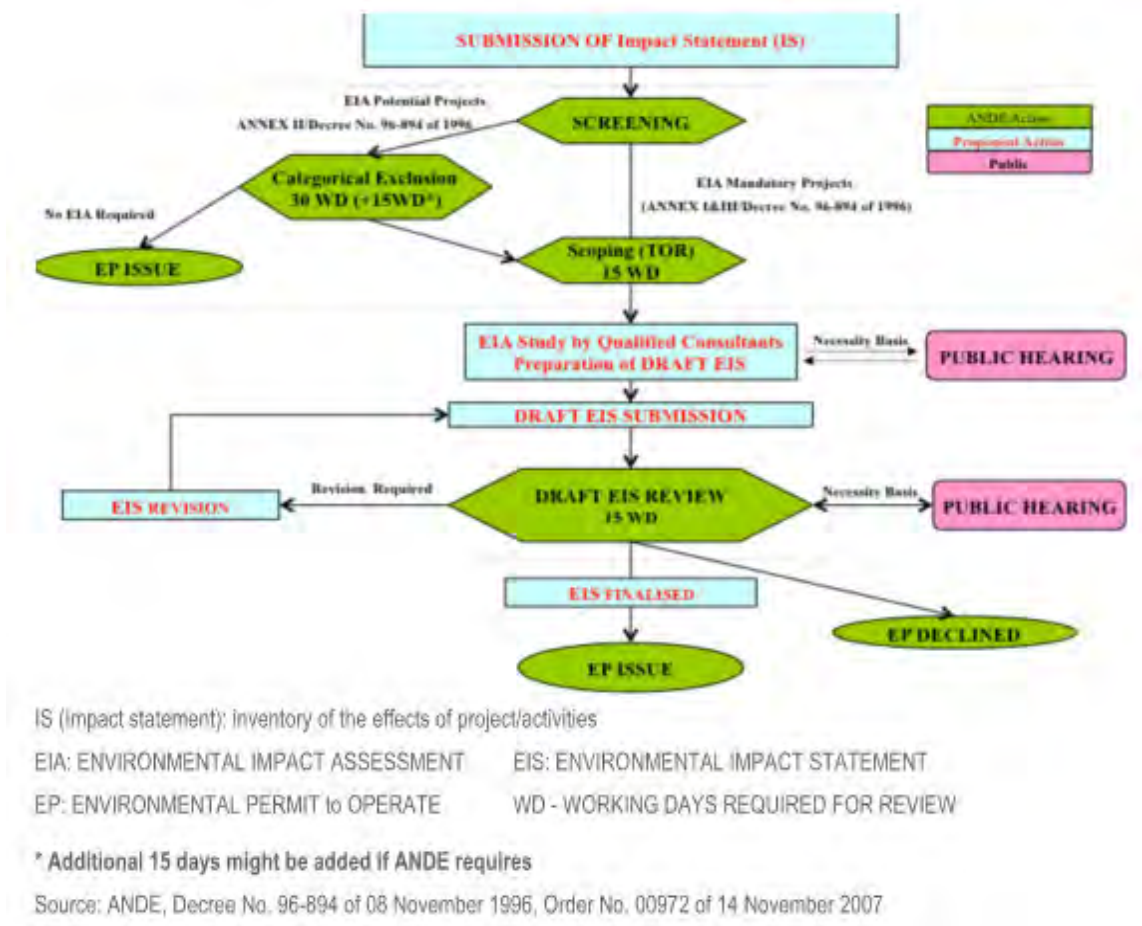 SUBMISSION OF Impact Statement (IS)
EIA Potential Projects
ANNEX II/Decree No. 96-894 of 1996
SCREENING
ANDE Action
Proponent Action
Public
Categorical Exclusion
30 WD (+15WD*)
EIA Mandatory Projects
(ANNEX I&III/Decree No. 96-894 of 1996)
No EIA Required
Scoping (TOR)
15 WD
EP ISSUE
EIA Study by Qualified Consultants
Preparation of DRAFT EIS
Necessity Basis
PUBLIC HEARING
DRAFT EIS SUBMISSION
EIS REVISION
Revision Required
DRAFT EIS REVIEW
15 WD
Necessity Basis
PUBLIC HEARING
EIS FINALISED
EP DECLINED
EP ISSUE
IS (Impact statement): inventory of the effects of project/activities
EIA: ENVIRONMENTAL IMPACT ASSESSMENT EIS: ENVIRONMENTAL IMPACT STATEMENT
EP: ENVIRONMENTAL PERMIT to OPERATE WD - WORKING DAYS REQUIRED FOR REVIEW
* Additional 15 days might be added if ANDE requires
Source: ANDE, Decree No. 96-894 of 08 November 1996, Order No. 00972 of 14 November 2007